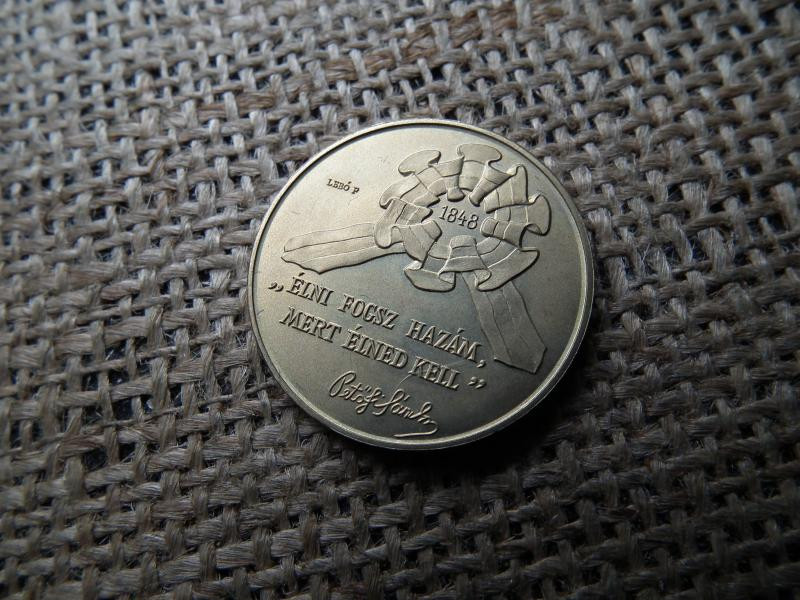 LEBÓ F
1848
„ÉLNI FOGSZ HAZÁM,
MERT ÉLNED KELL”
Petőfi Sándor